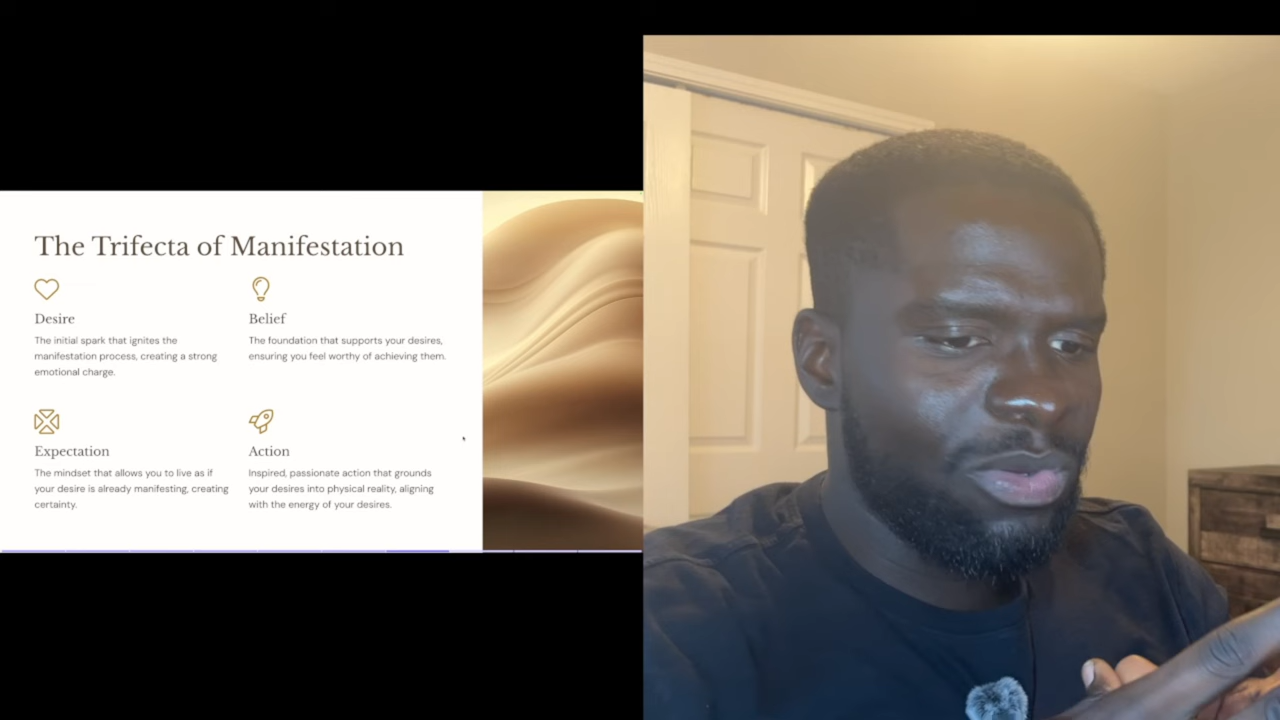 The Trifecta of Manifestation
Desire
The initial spark that ignites the
manifestation process, creating a strong
emotional charge.
Belief
The foundation that supports your desires,
ensuring you feel worthy of achieving them.
Expectation
The mindset that allows you to live as if
your desire is already manifesting, creating
certainty.
Action
Inspired, passionate action that grounds
your desires into physical reality, aligning
with the energy of your desires.